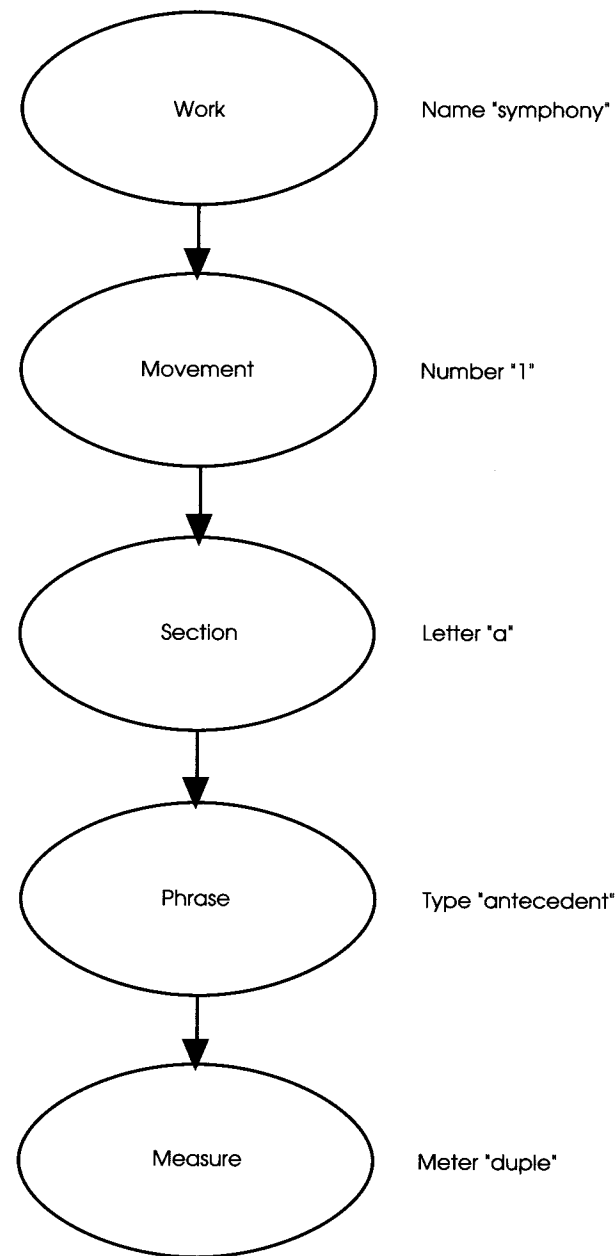 Work Name "symphony"
Movement Number "1"
Section Letter "a"
Phrase Type "antecedent"
Measure Meter "duple"